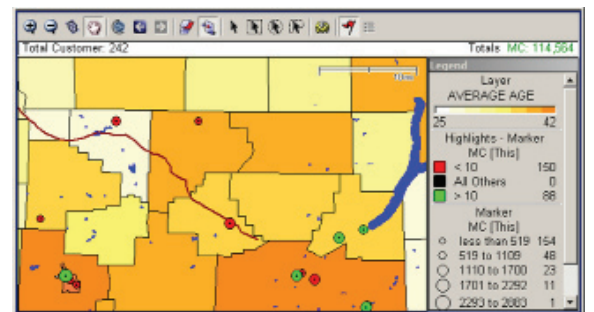 Total Customer: 242
Totals MC: 114,564
Legend
Layer
AVERAGE AGE
25 42
Highlights - Marker
MC [This]
< 10 150
All Others 0
> 10 88
Marker
MC [This]
less than 519 164
519 to 1109 48
1110 to 1700 23
1701 to 2292 11
2293 to 2883 1